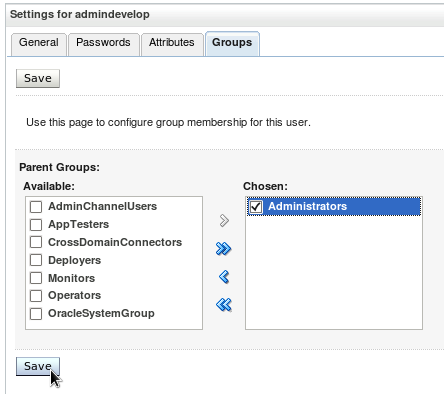 Settings for admindevelop
General Passwords Attributes Groups
Save
Use this page to configure group membership for this user.
Parent Groups:
Available: Chosen:
AdminChannelUsers Administrators
AppTesters
CrossDomainConnectors
Deployers
Monitors
Operators
OracleSystemGroup
Save